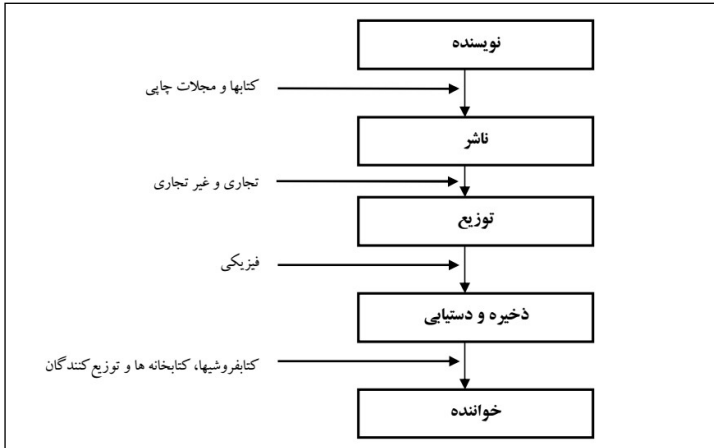 نویسنده
کتابها و مجلات چاپی
ناشر
تجاری و غیر تجاری
توزیع
فیزیکی
ذخیره و دستیابی
کتابفروشیها، کتابخانه ها و توزیع کنندگان
خواننده